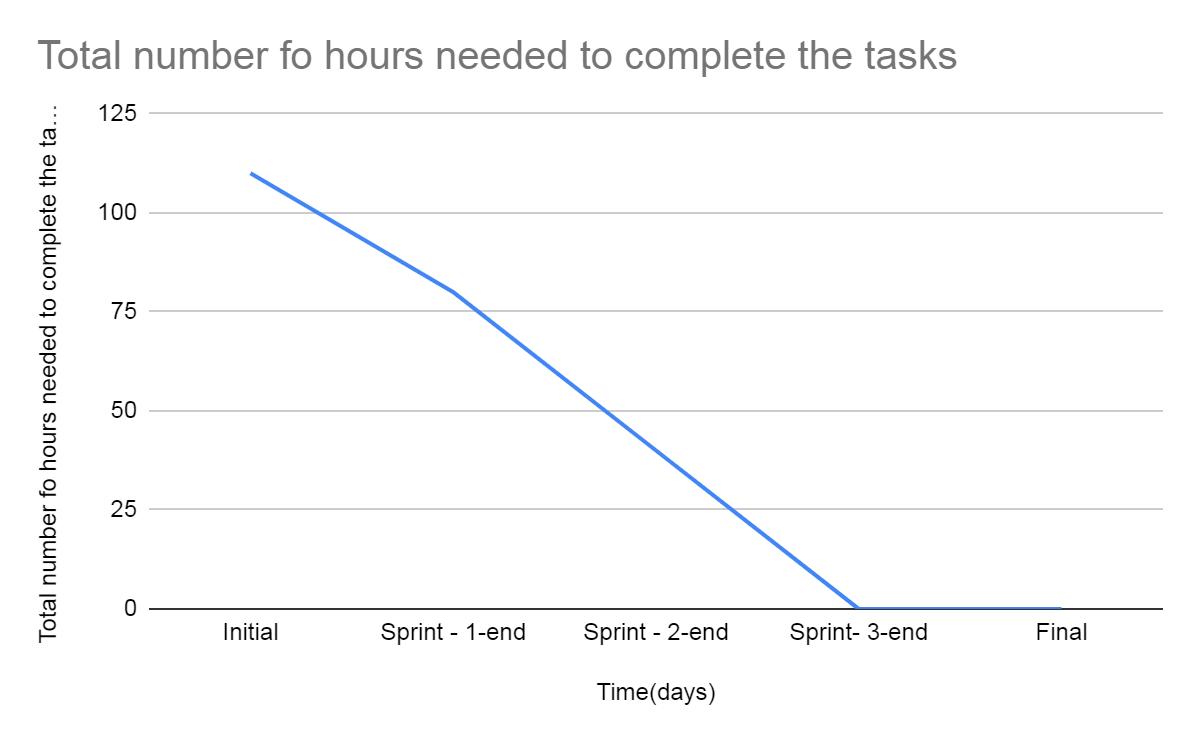 Total number fo hours needed to complete the tasks
Total number fo hours needed to complete the ta…
125
100
75
50
25
0
Initial
Sprint - 1-end
Sprint - 2-end
Sprint- 3-end
Final
Time(days)